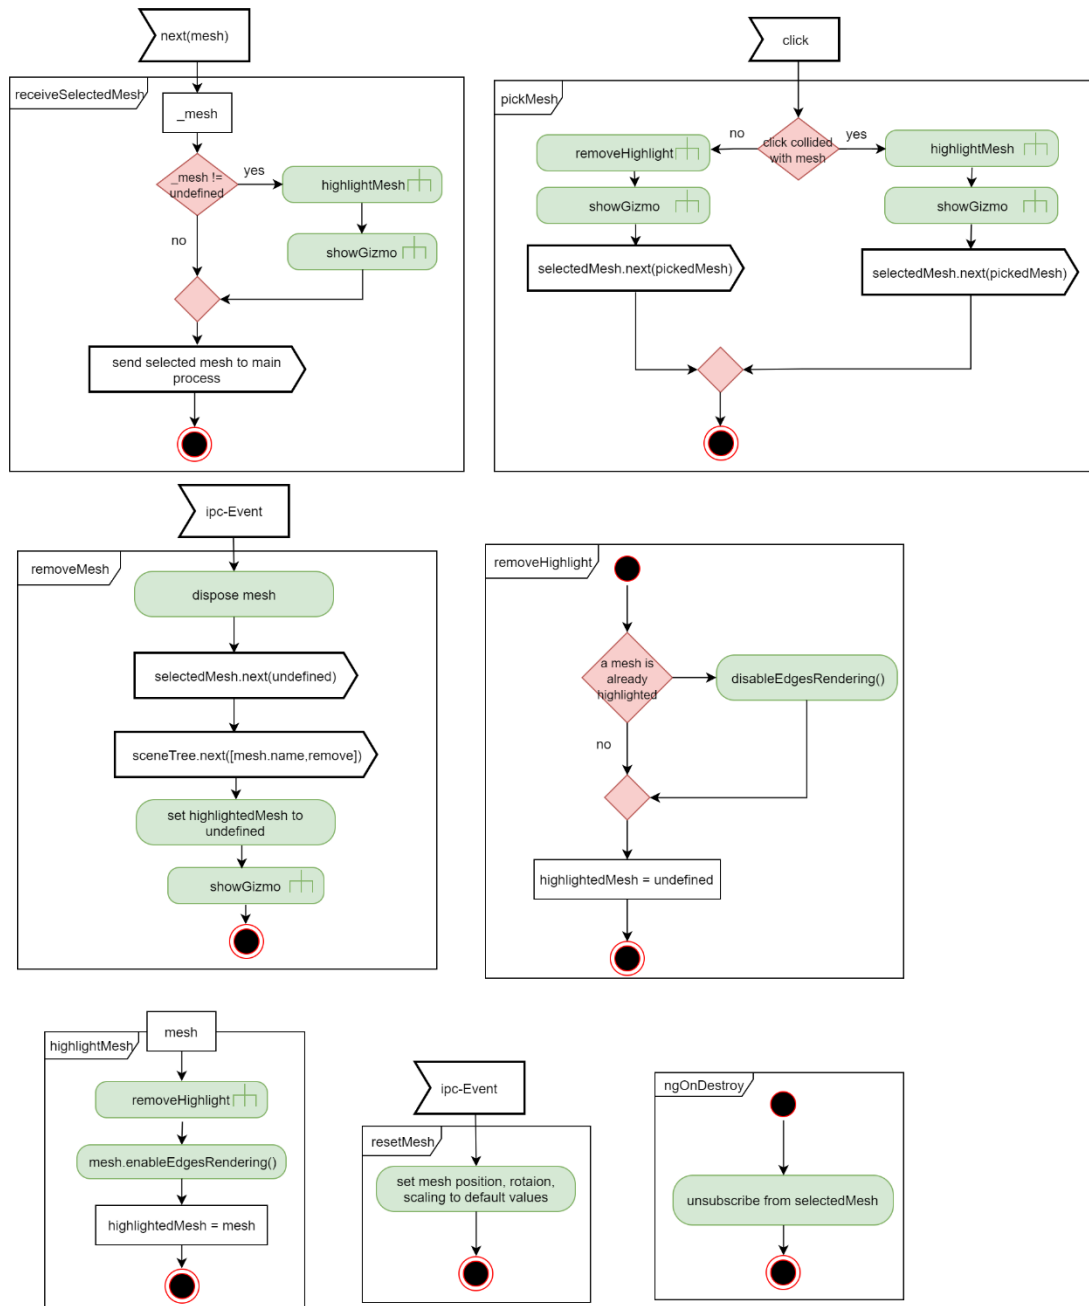 next(mesh)
receiveSelectedMesh
_mesh
_mesh !=
undefined
yes
highlightMesh
no
showGizmo
send selected mesh to main
process
click
pickMesh
no
click collided
with mesh
yes
removeHighlight
highlightMesh
showGizmo
showGizmo
selectedMesh.next(pickedMesh)
selectedMesh.next(pickedMesh)
ipc-Event
removeMesh
dispose mesh
selectedMesh.next(undefined)
sceneTree.next([mesh.name,remove])
set highlightedMesh to
undefined
showGizmo
removeHighlight
a mesh is
already
highlighted
disableEdgesRendering()
no
highlightedMesh = undefined
mesh
highlightMesh
removeHighlight
mesh.enableEdgesRendering()
highlightedMesh = mesh
ipc-Event
resetMesh
set mesh position, rotaion,
scaling to default values
ngOnDestroy
unsubscribe from selectedMesh